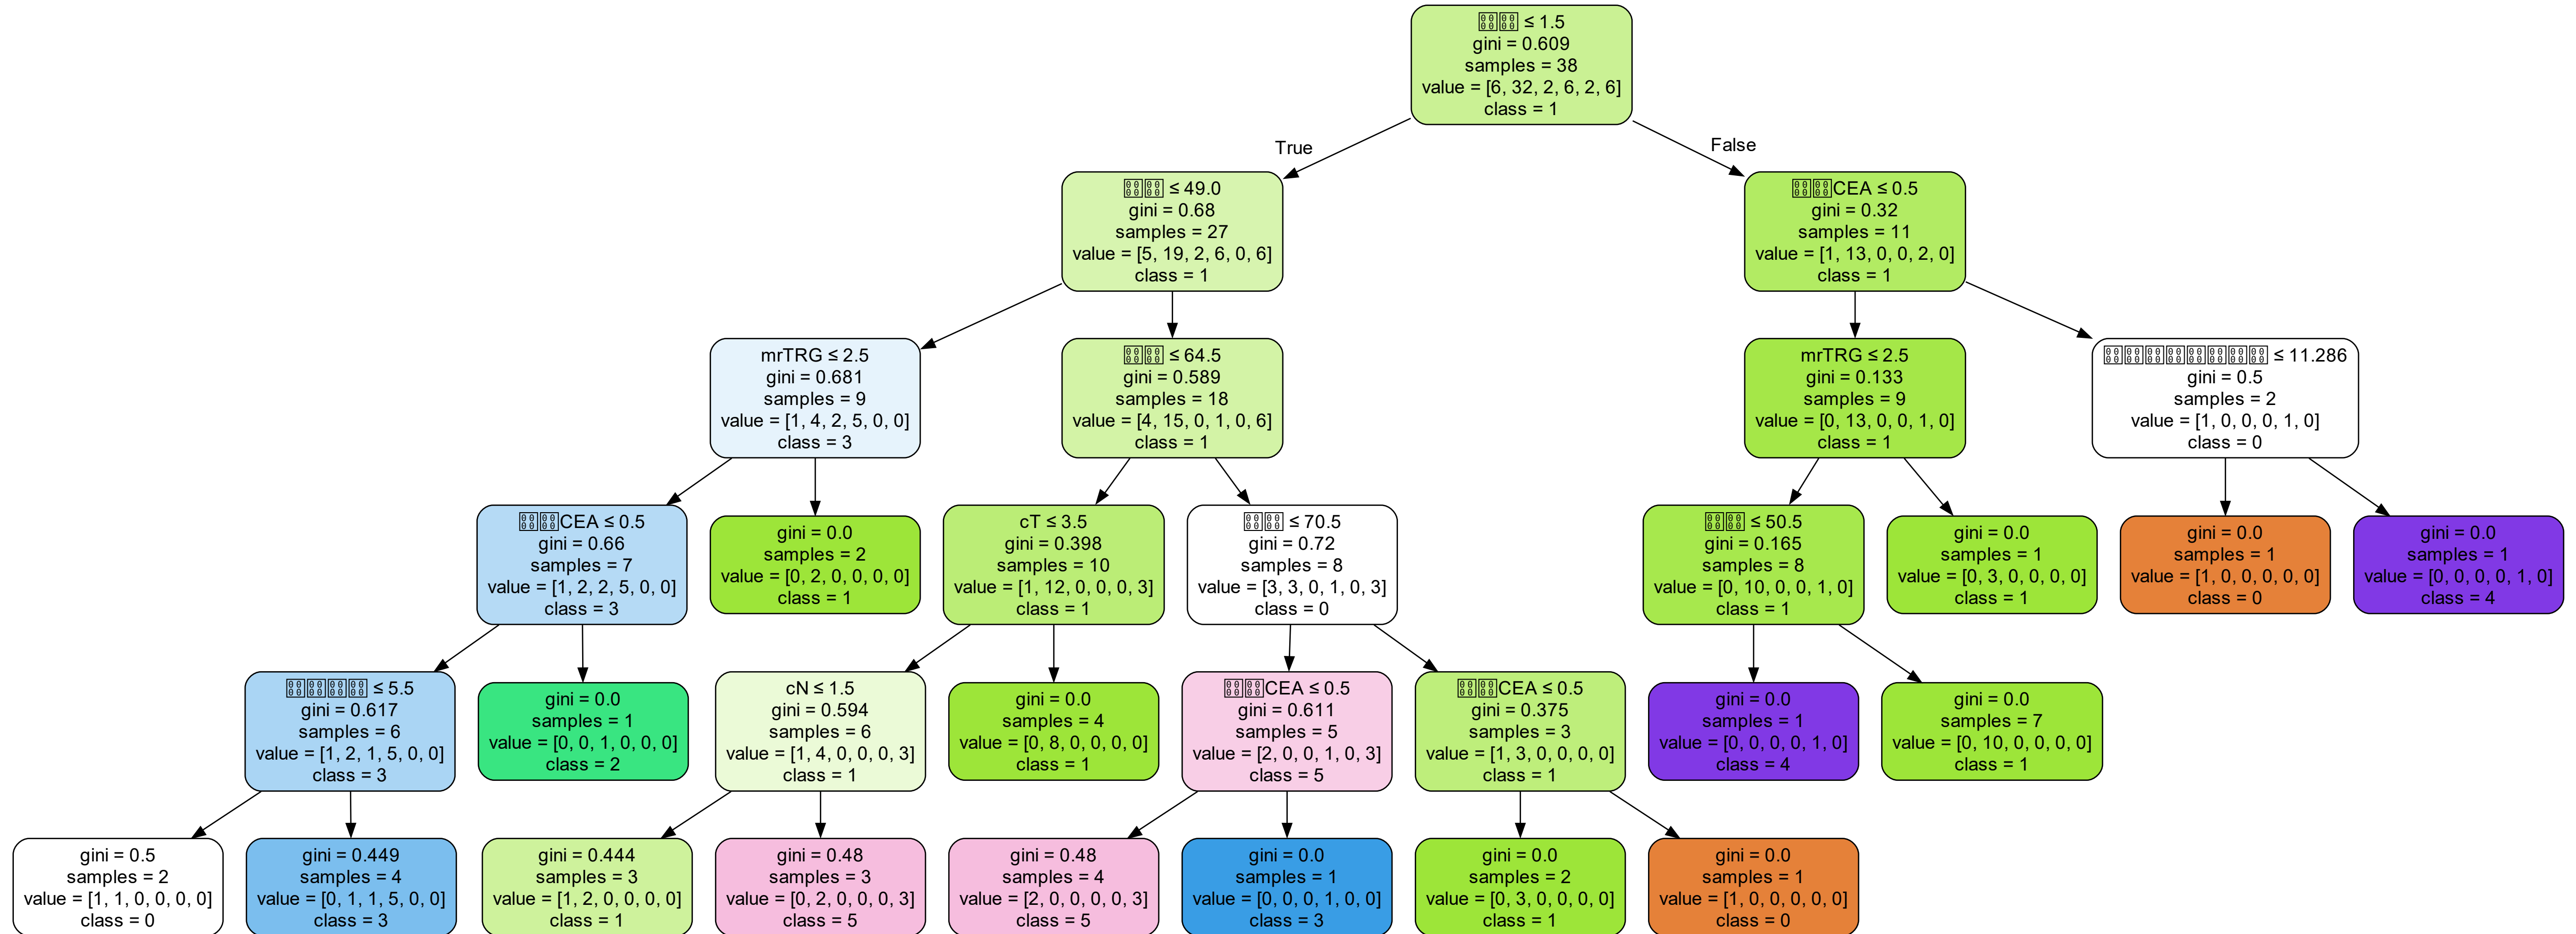 ≤ 1.5
gini = 0.609
samples = 38
value = [6, 32, 2, 6, 2, 6]
class = 1
True
False
≤ 49.0
gini = 0.68
samples = 27
value = [5, 19, 2, 6, 0, 6]
class = 1
CEA ≤ 0.5
gini = 0.32
samples = 11
value = [1, 13, 0, 0, 2, 0]
class = 1
mrTRG ≤ 2.5
gini = 0.681
samples = 9
value = [1, 4, 2, 5, 0, 0]
class = 3
≤ 64.5
gini = 0.589
samples = 18
value = [4, 15, 0, 1, 0, 6]
class = 1
mrTRG ≤ 2.5
gini = 0.133
samples = 9
value = [0, 13, 0, 0, 1, 0]
class = 1
≤ 11.286
gini = 0.5
samples = 2
value = [1, 0, 0, 0, 1, 0]
class = 0
CEA ≤ 0.5
gini = 0.66
samples = 7
value = [1, 2, 2, 5, 0, 0]
class = 3
gini = 0.0
samples = 2
value = [0, 2, 0, 0, 0, 0]
class = 1
cT ≤ 3.5
gini = 0.398
samples = 10
value = [1, 12, 0, 0, 0, 3]
class = 1
≤ 70.5
gini = 0.72
samples = 8
value = [3, 3, 0, 1, 0, 3]
class = 0
≤ 50.5
gini = 0.165
samples = 8
value = [0, 10, 0, 0, 1, 0]
class = 1
gini = 0.0
samples = 1
value = [0, 3, 0, 0, 0, 0]
class = 1
gini = 0.0
samples = 1
value = [1, 0, 0, 0, 0, 0]
class = 0
gini = 0.0
samples = 1
value = [0, 0, 0, 0, 1, 0]
class = 4
≤ 5.5
gini = 0.617
samples = 6
value = [1, 2, 1, 5, 0, 0]
class = 3
gini = 0.0
samples = 1
value = [0, 0, 1, 0, 0, 0]
class = 2
cN ≤ 1.5
gini = 0.594
samples = 6
value = [1, 4, 0, 0, 0, 3]
class = 1
gini = 0.0
samples = 4
value = [0, 8, 0, 0, 0, 0]
class = 1
CEA ≤ 0.5
gini = 0.611
samples = 5
value = [2, 0, 0, 1, 0, 3]
class = 5
CEA ≤ 0.5
gini = 0.375
samples = 3
value = [1, 3, 0, 0, 0, 0]
class = 1
gini = 0.0
samples = 1
value = [0, 0, 0, 0, 1, 0]
class = 4
gini = 0.0
samples = 7
value = [0, 10, 0, 0, 0, 0]
class = 1
gini = 0.5
samples = 2
value = [1, 1, 0, 0, 0, 0]
class = 0
gini = 0.449
samples = 4
value = [0, 1, 1, 5, 0, 0]
class = 3
gini = 0.444
samples = 3
value = [1, 2, 0, 0, 0, 0]
class = 1
gini = 0.48
samples = 3
value = [0, 2, 0, 0, 0, 3]
class = 5
gini = 0.48
samples = 4
value = [2, 0, 0, 0, 0, 3]
class = 5
gini = 0.0
samples = 1
value = [0, 0, 0, 1, 0, 0]
class = 3
gini = 0.0
samples = 2
value = [0, 3, 0, 0, 0, 0]
class = 1
gini = 0.0
samples = 1
value = [1, 0, 0, 0, 0, 0]
class = 0